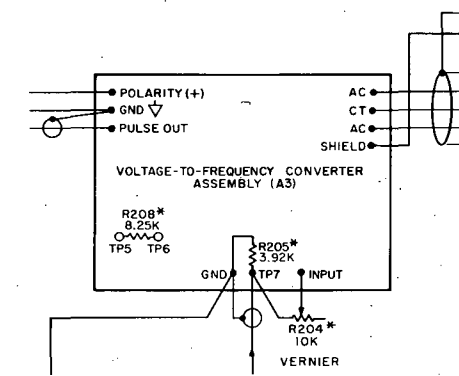 POLARITY (+)
GND
PULSE OUT
AC
CT
AC
SHIELD
VOLTAGE-TO-FREQUENCY CONVERTER
ASSEMBLY (A3)
R208*
8.25K
TP5 TP6
R205*
3.92K
GND TP7 INPUT
R204*
10K
VERNIER